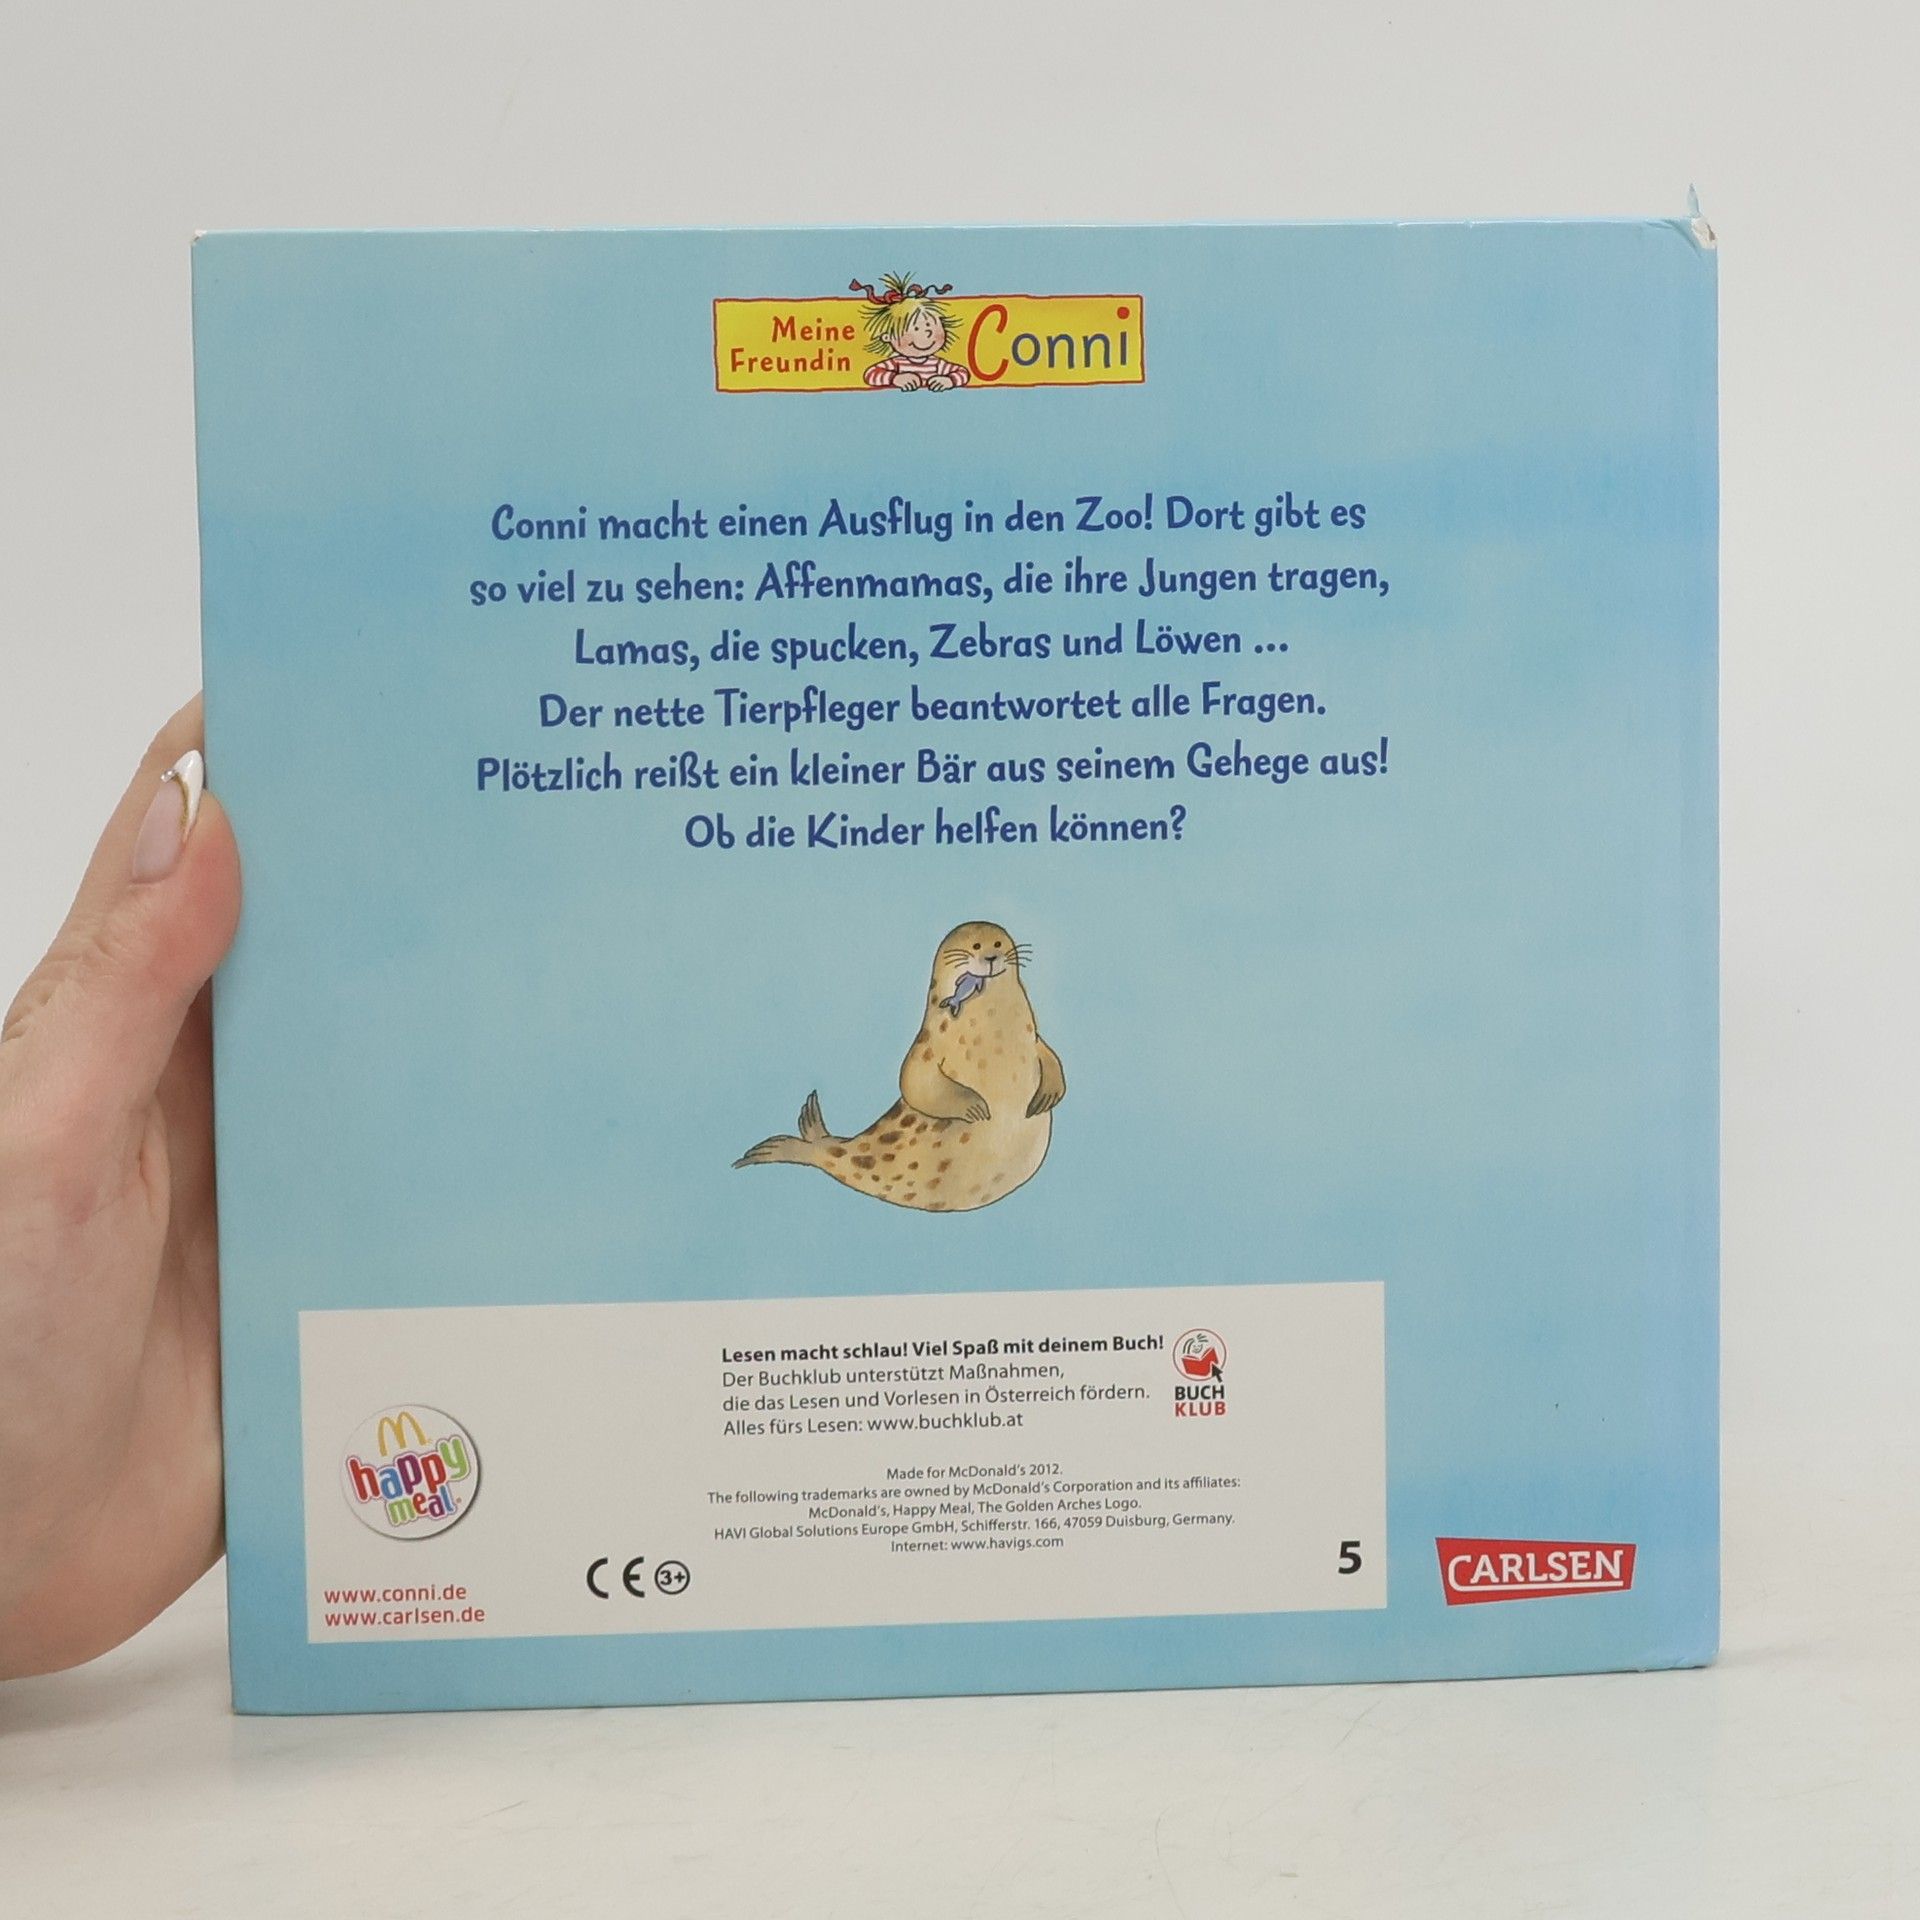 Meine
Freundin
Conni
Conni macht einen Ausflug in den Zoo! Dort gibt es
so viel zu sehen: Affenmamas, die ihre Jungen tragen,
Lamas, die spucken, Zebras und Löwen ...
Der nette Tierpfleger beantwortet alle Fragen.
Plötzlich reißt ein kleiner Bär aus seinem Gehege aus!
Ob die Kinder helfen können?
Lesen macht schlau! Viel Spaß mit deinem Buch!
Der Buchklub unterstützt Maßnahmen,
die das Lesen und Vorlesen in Österreich fördern.
Alles fürs Lesen: www.buchklub.at
BUCH
KLUB
happy
meal
Made for McDonald's 2012.
The following trademarks are owned by McDonald's Corporation and its affiliates:
McDonald's, Happy Meal, The Golden Arches Logo.
HAVI Global Solutions Europe GmbH, Schifferstr. 166, 47059 Duisburg, Germany.
Internet: www.havigs.com
CE 3+
5
CARLSEN
www.conni.de
www.carlsen.de